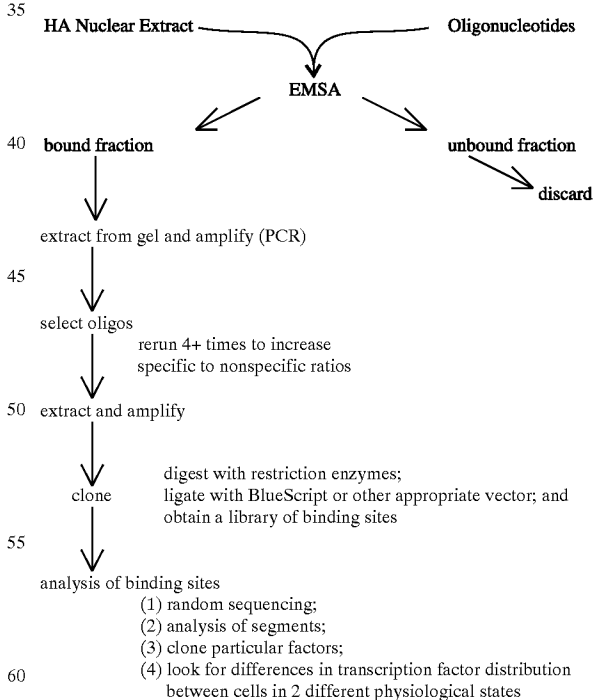 35
HA Nuclear Extract
Oligonucleotides
EMSA
40
bound fraction
unbound fraction
discard
extract from gel and amplify (PCR)
45
select oligos
rerun 4+ times to increase
specific to nonspecific ratios
50
extract and amplify
digest with restriction enzymes;
clone
ligate with BlueScript or other appropriate vector; and
obtain a library of binding sites
55
analysis of binding sites
(1) random sequencing;
(2) analysis of segments;
(3) clone particular factors;
(4) look for differences in transcription factor distribution
60
between cells in 2 different physiological states